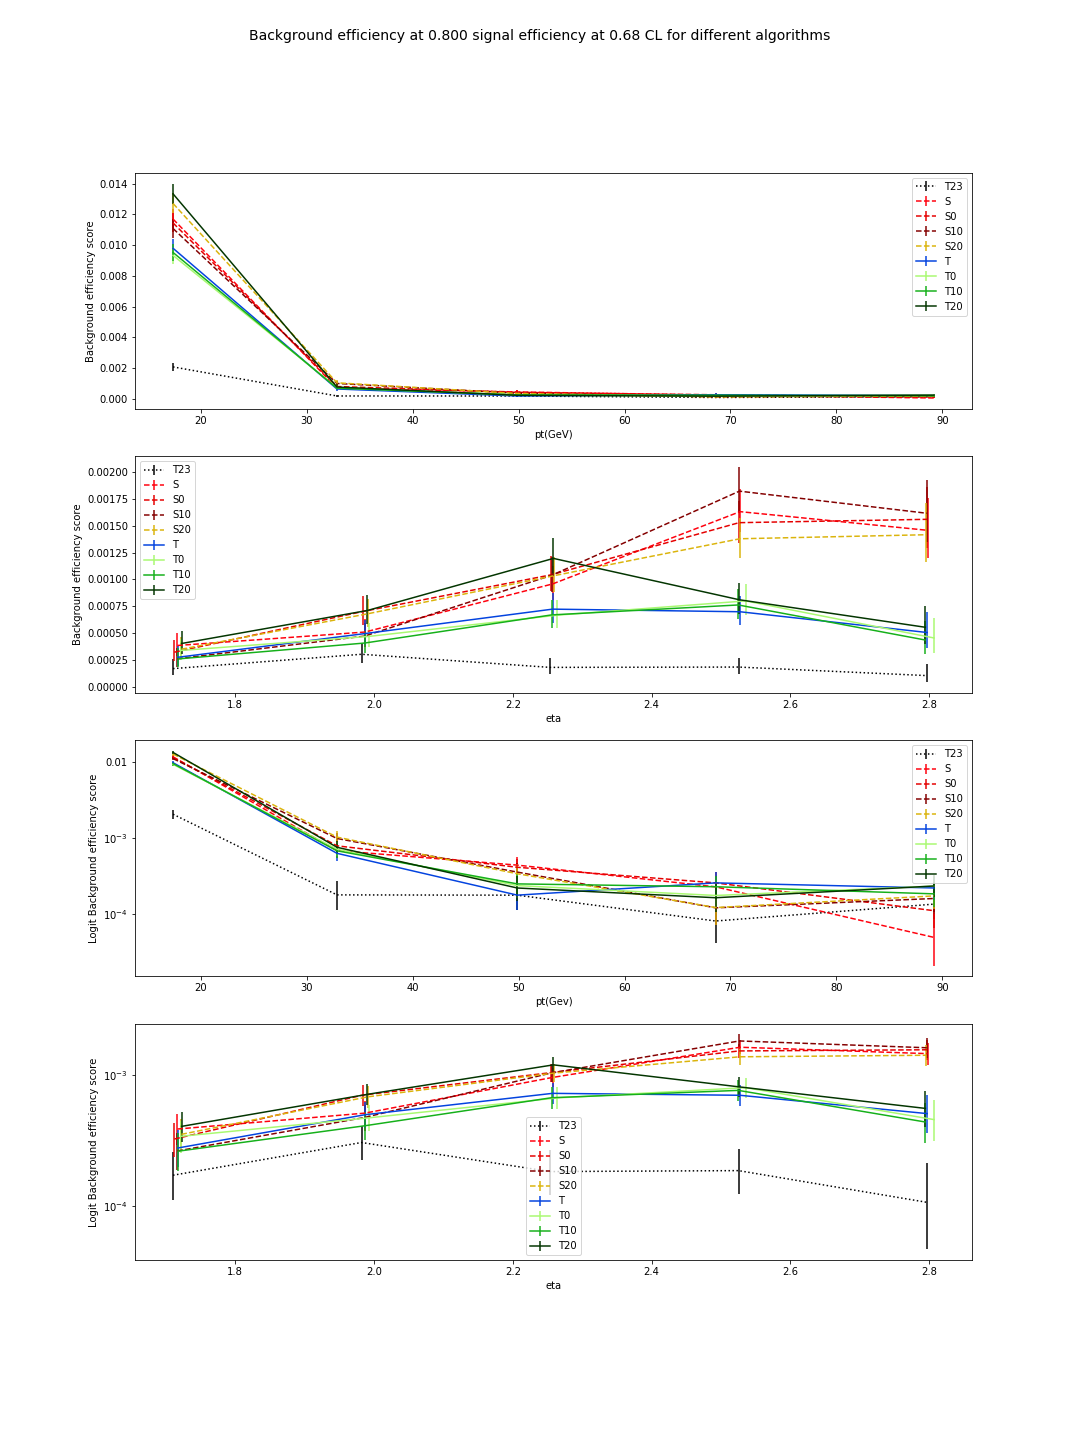 Background efficiency at 0.800 signal efficiency at 0.68 CL for different algorithms
Background efficiency score
0.014
0.012
0.010
0.008
0.006
0.004
0.002
0.000
T23
S
S0
S10
S20
T
T0
T10
T20
20 30 40 50 60 70 80 90
pt(GeV)
Background efficiency score
0.00200
0.00175
0.00150
0.00125
0.00100
0.00075
0.00050
0.00025
0.00000
T23
S
S0
S10
S20
T
T0
T10
T20
1.8 2.0 2.2 2.4 2.6 2.8
eta
Logit Background efficiency score
0.01
10⁻³
10⁻⁴
T23
S
S0
S10
S20
T
T0
T10
T20
20 30 40 50 60 70 80 90
pt(Gev)
Logit Background efficiency score
10⁻³
10⁻⁴
T23
S
S0
S10
S20
T
T0
T10
T20
1.8 2.0 2.2 2.4 2.6 2.8
eta